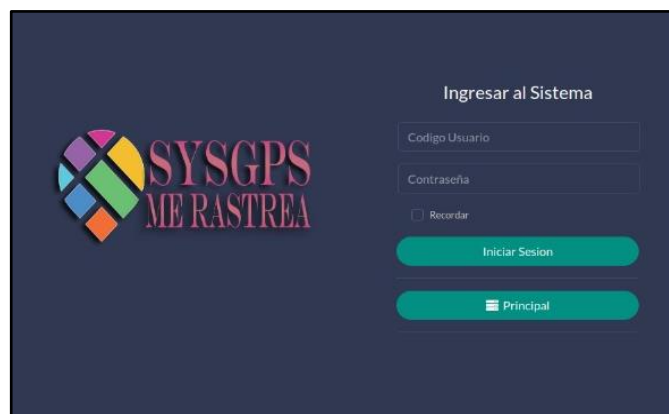 SYSGPS
ME RASTREA
Ingresar al Sistema
Codigo Usuario
Contraseña
Recordar
Iniciar Sesion
Principal